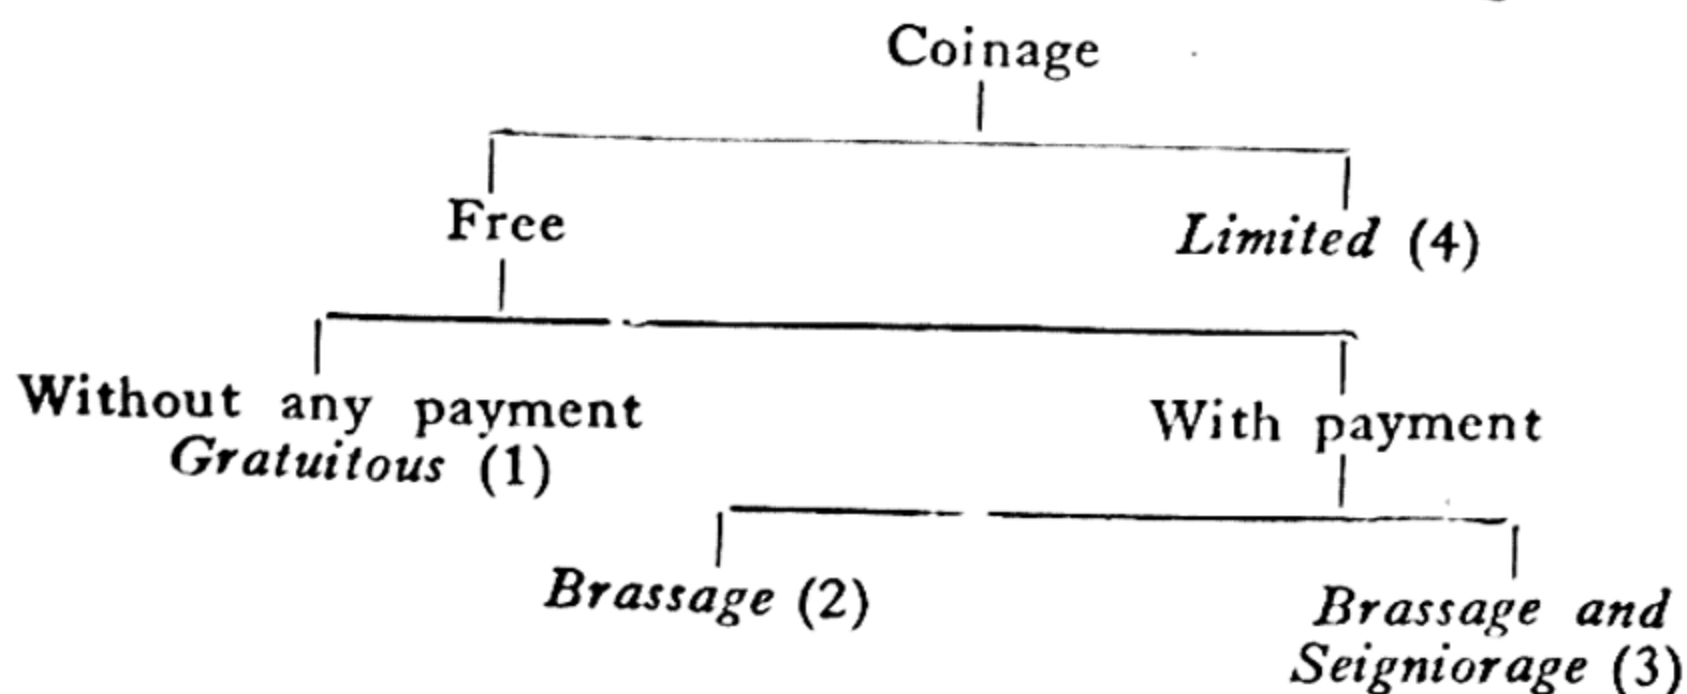 Coinage
Free
Limited (4)
Without any payment
Gratuitous (1)
With payment
Brassage (2)
Brassage and
Seigniorage (3)